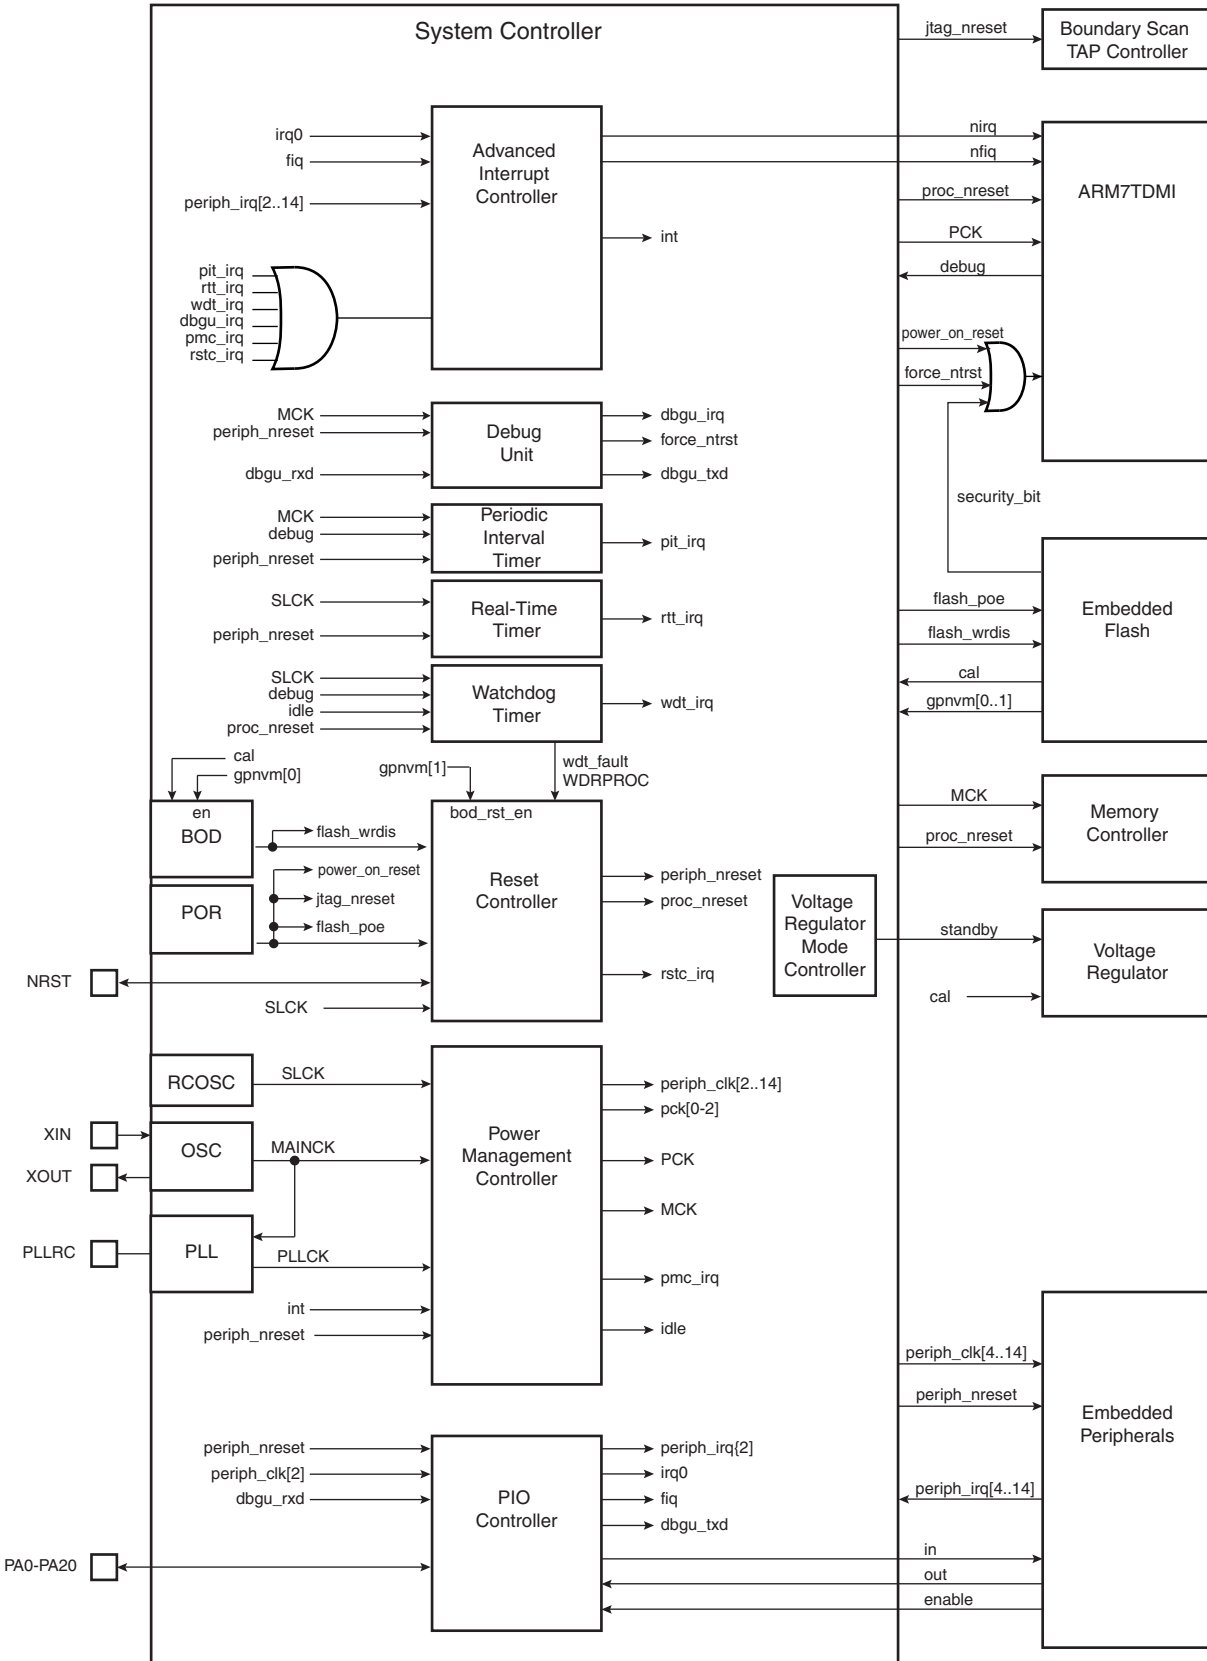 System Controller
jtag_nreset
Boundary Scan
TAP Controller
irq0
fiq
periph_irq[2..14]
Advanced
Interrupt
Controller
int
nirq
nfiq
proc_nreset
PCK
debug
ARM7TDMI
pit_irq
rtt_irq
wdt_irq
dbgu_irq
pmc_irq
rstc_irq
power_on_reset
force_ntrst
security_bit
MCK
periph_nreset
dbgu_rxd
Debug
Unit
dbgu_irq
force_ntrst
dbgu_txd
MCK
debug
periph_nreset
Periodic
Interval
Timer
pit_irq
SLCK
periph_nreset
Real-Time
Timer
rtt_irq
flash_poe
flash_wrdis
cal
gpnvm[0..1]
Embedded
Flash
SLCK
debug
idle
proc_nreset
Watchdog
Timer
wdt_irq
cal
gpnvm[0]
gpnvm[1]
wdt_fault
WDRPROC
en
BOD
flash_wrdis
power_on_reset
jtag_nreset
flash_poe
POR
bod_rst_en
Reset
Controller
periph_nreset
proc_nreset
rstc_irq
MCK
proc_nreset
Memory
Controller
Voltage
Regulator
Mode
Controller
standby
cal
Voltage
Regulator
NRST
SLCK
RCOSC
SLCK
XIN
XOUT
OSC
MAINCK
PLLRC
PLL
PLLCK
int
periph_nreset
Power
Management
Controller
periph_clk[2..14]
pck[0-2]
PCK
MCK
pmc_irq
idle
periph_clk[4..14]
periph_nreset
periph_irq[4..14]
in
out
enable
Embedded
Peripherals
periph_nreset
periph_clk[2]
dbgu_rxd
PA0-PA20
PIO
Controller
periph_irq{2]
irq0
fiq
dbgu_txd